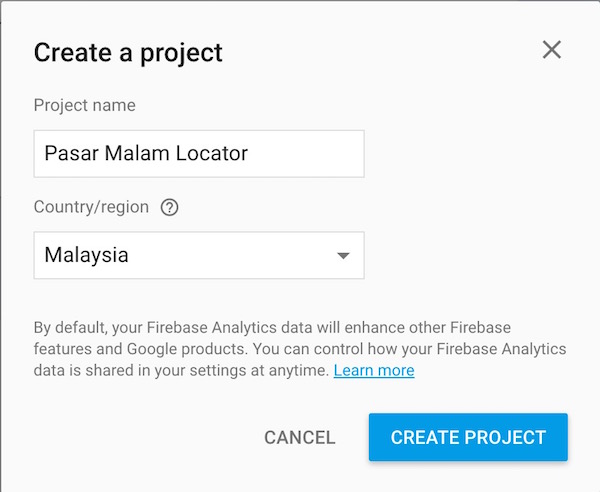 Create a project
Project name
Pasar Malam Locator
Country/region
Malaysia
By default, your Firebase Analytics data will enhance other Firebase
features and Google products. You can control how your Firebase Analytics
data is shared in your settings at anytime. Learn more
CANCEL
CREATE PROJECT